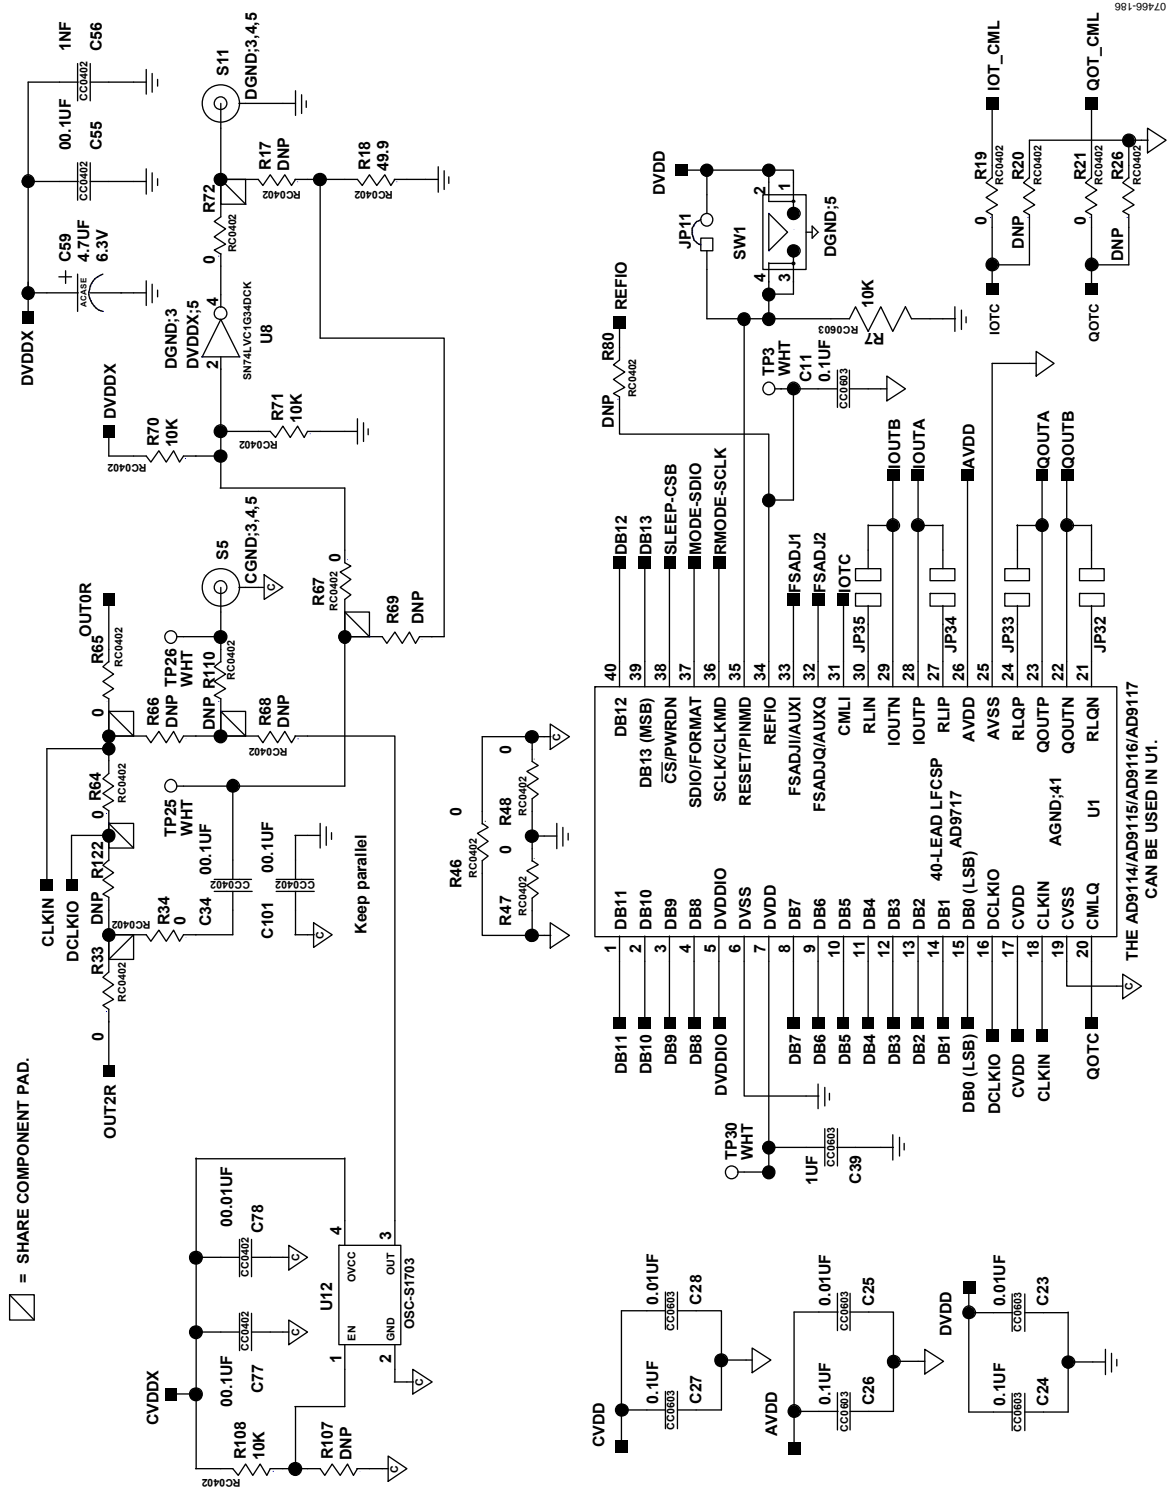 07466-186
= SHARE COMPONENT PAD.
DVDDX
C59
4.7UF
6.3V
ACASE
+
00.1UF
C55
CC0402
1NF
C56
CC0402
S11
DGND;3,4,5
R17
DNP
RC0402
R18
49.9
RC0402
R72
RC0402
0
4
DGND;3
DVDDX;5
U8
SN74LVC1G34DCK
2
DVDDX
R70
10K
RC0402
R71
10K
RC0402
S5
CGND;3,4,5
C
R67
RC0402
0
R69
DNP
OUT0R
R65
RC0402
0
TP26
WHT
R66
DNP
R110
RC0402
DNP
R68
DNP
RC0402
R64
RC0402
0
TP25
WHT
CLKIN
DCLKIO
R122
DNP
R34
0
RC0402
C34
00.1UF
CC0402
C101
00.1UF
CC0402
C
Keep parallel
R33
RC0402
0
OUT2R
CVDDX
00.01UF
C78
CC0402
C
00.1UF
C77
CC0402
C
R108
10K
RC0402
R107
DNP
C
U12
4
OVCC
3
OUT
1
EN
2
GND
OSC-S1703
C
R46
RC0402
0
R47
RC0402
0
R48
RC0402
0
IOT_CML
QOT_CML
R19
RC0402
0
R20
RC0402
DNP
R21
RC0402
0
R26
RC0402
DNP
IOTC
QOTC
DVDD
JP11
SW1
2
1
4
3
DGND;5
R7
10K
RC0603
REFIO
R80
RC0402
DNP
TP3
WHT
C11
0.1UF
CC0603
DB12
DB13
SLEEP-CSB
MODE-SDIO
RMODE-SCLK
FSADJ1
FSADJ2
IOTC
IOUTB
IOUTA
AVDD
QOUTA
QOUTB
JP35
JP34
JP33
JP32
40
39
38
37
36
35
34
33
32
31
30
29
28
27
26
25
24
23
22
21
DB12
DB13 (MSB)
CS/PWRDN
SDIO/FORMAT
SCLK/CLKMD
RESET/PINMD
REFIO
FSADJI/AUXI
FSADJQ/AUXQ
CMLI
RLIN
IOUTN
IOUTP
RLIP
AVDD
AVSS
RLQP
QOUTP
QOUTN
RLQN
40-LEAD LFCSP
AD9717
AGND;41
U1
DB11
DB10
DB9
DB8
DVDDIO
DVSS
DVDD
DB7
DB6
DB5
DB4
DB3
DB2
DB1
DB0 (LSB)
DCLKIO
CVDD
CLKIN
CVSS
CMLQ
1
2
3
4
5
6
7
8
9
10
11
12
13
14
15
16
17
18
19
20
THE AD9114/AD9115/AD9116/AD9117
CAN BE USED IN U1.
C
DB11
DB10
DB9
DB8
DVDDIO
DB7
DB6
DB5
DB4
DB3
DB2
DB1
DB0 (LSB)
DCLKIO
CVDD
CLKIN
QOTC
TP30
WHT
1UF
CC0603
C39
CVDD
0.1UF
CC0603
C27
0.01UF
CC0603
C28
AVDD
0.1UF
CC0603
C26
0.01UF
CC0603
C25
DVDD
0.1UF
CC0603
C24
0.01UF
CC0603
C23